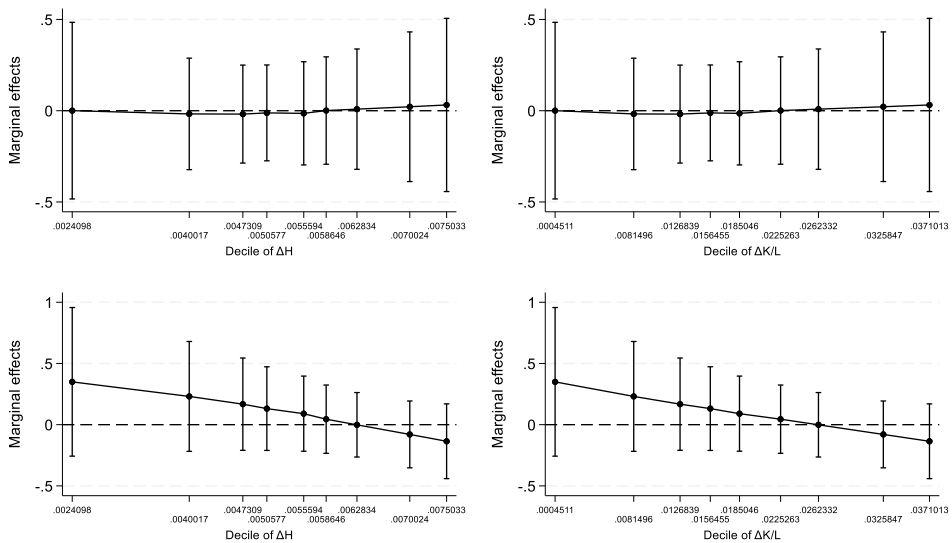 .5
0
-.5
Marginal effects
.0024098 .0047309 .0055594 .0062834 .0075033
.0040017 .0050577 .0058646 .0070024
Decile of ΔH
.5
0
-.5
Marginal effects
.0004511 .0126839 .0185046 .0262332 .0371013
.0081496 .0156455 .0225263 .0325847
Decile of ΔK/L
1
.5
0
-.5
Marginal effects
.0024098 .0047309 .0055594 .0062834 .0075033
.0040017 .0050577 .0058646 .0070024
Decile of ΔH
1
.5
0
-.5
Marginal effects
.0004511 .0126839 .0185046 .0262332 .0371013
.0081496 .0156455 .0225263 .0325847
Decile of ΔK/L